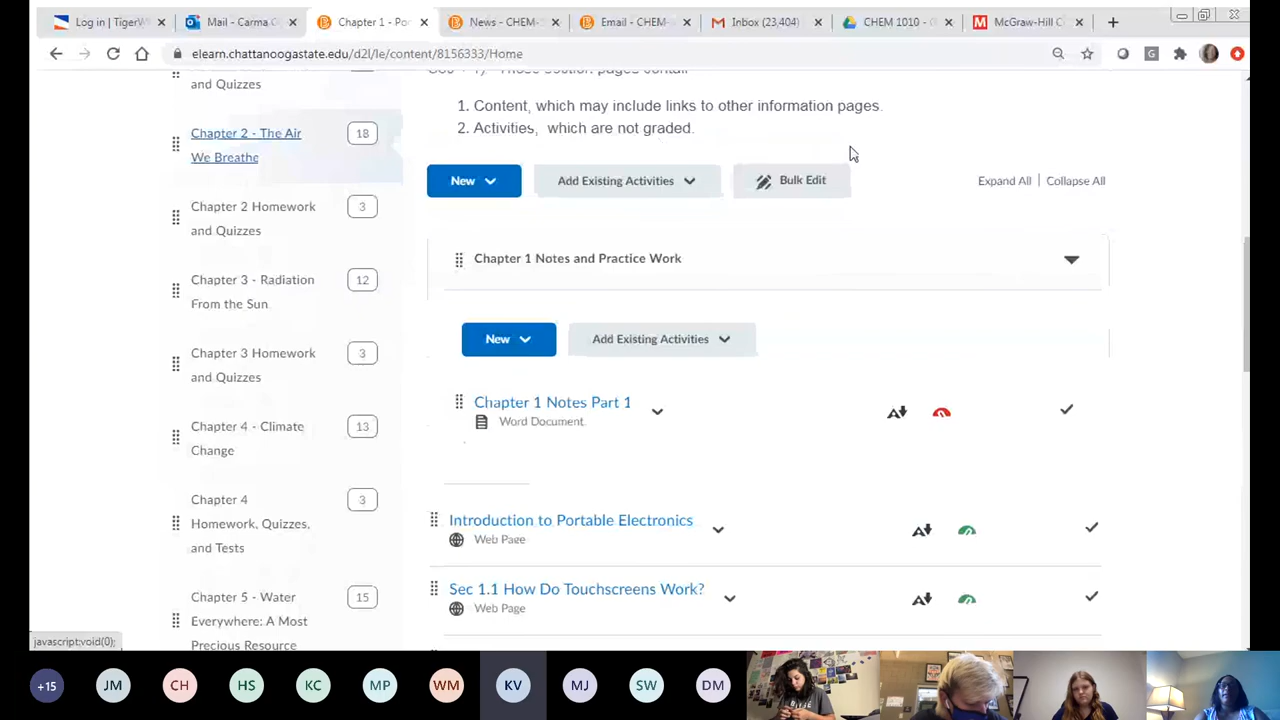 Log in | TigerW
Mail - Carma G
Chapter 1 - Po
News - CHEM-
Email - CHEM-
Inbox (23,404)
CHEM 1010 -
McGraw-Hill C
elearn.chattanoogastate.edu/d2l/le/content/8156333/Home
and Quizzes
18
Chapter 2 - The Air
We Breathe
3
Chapter 2 Homework
and Quizzes
12
Chapter 3 - Radiation
From the Sun
3
Chapter 3 Homework
and Quizzes
13
Chapter 4 - Climate
Change
3
Chapter 4
Homework, Quizzes,
and Tests
15
Chapter 5 - Water
Everywhere: A Most
Precious Resource
Those section pages contain
1. Content, which may include links to other information pages.
2. Activities, which are not graded.
New
Add Existing Activities
Bulk Edit
Expand All | Collapse All
Chapter 1 Notes and Practice Work
New
Add Existing Activities
Chapter 1 Notes Part 1
Word Document
Introduction to Portable Electronics
Web Page
Sec 1.1 How Do Touchscreens Work?
Web Page
javascript:void(0);
+15
JM
CH
HS
KC
MP
WM
KV
MJ
SW
DM